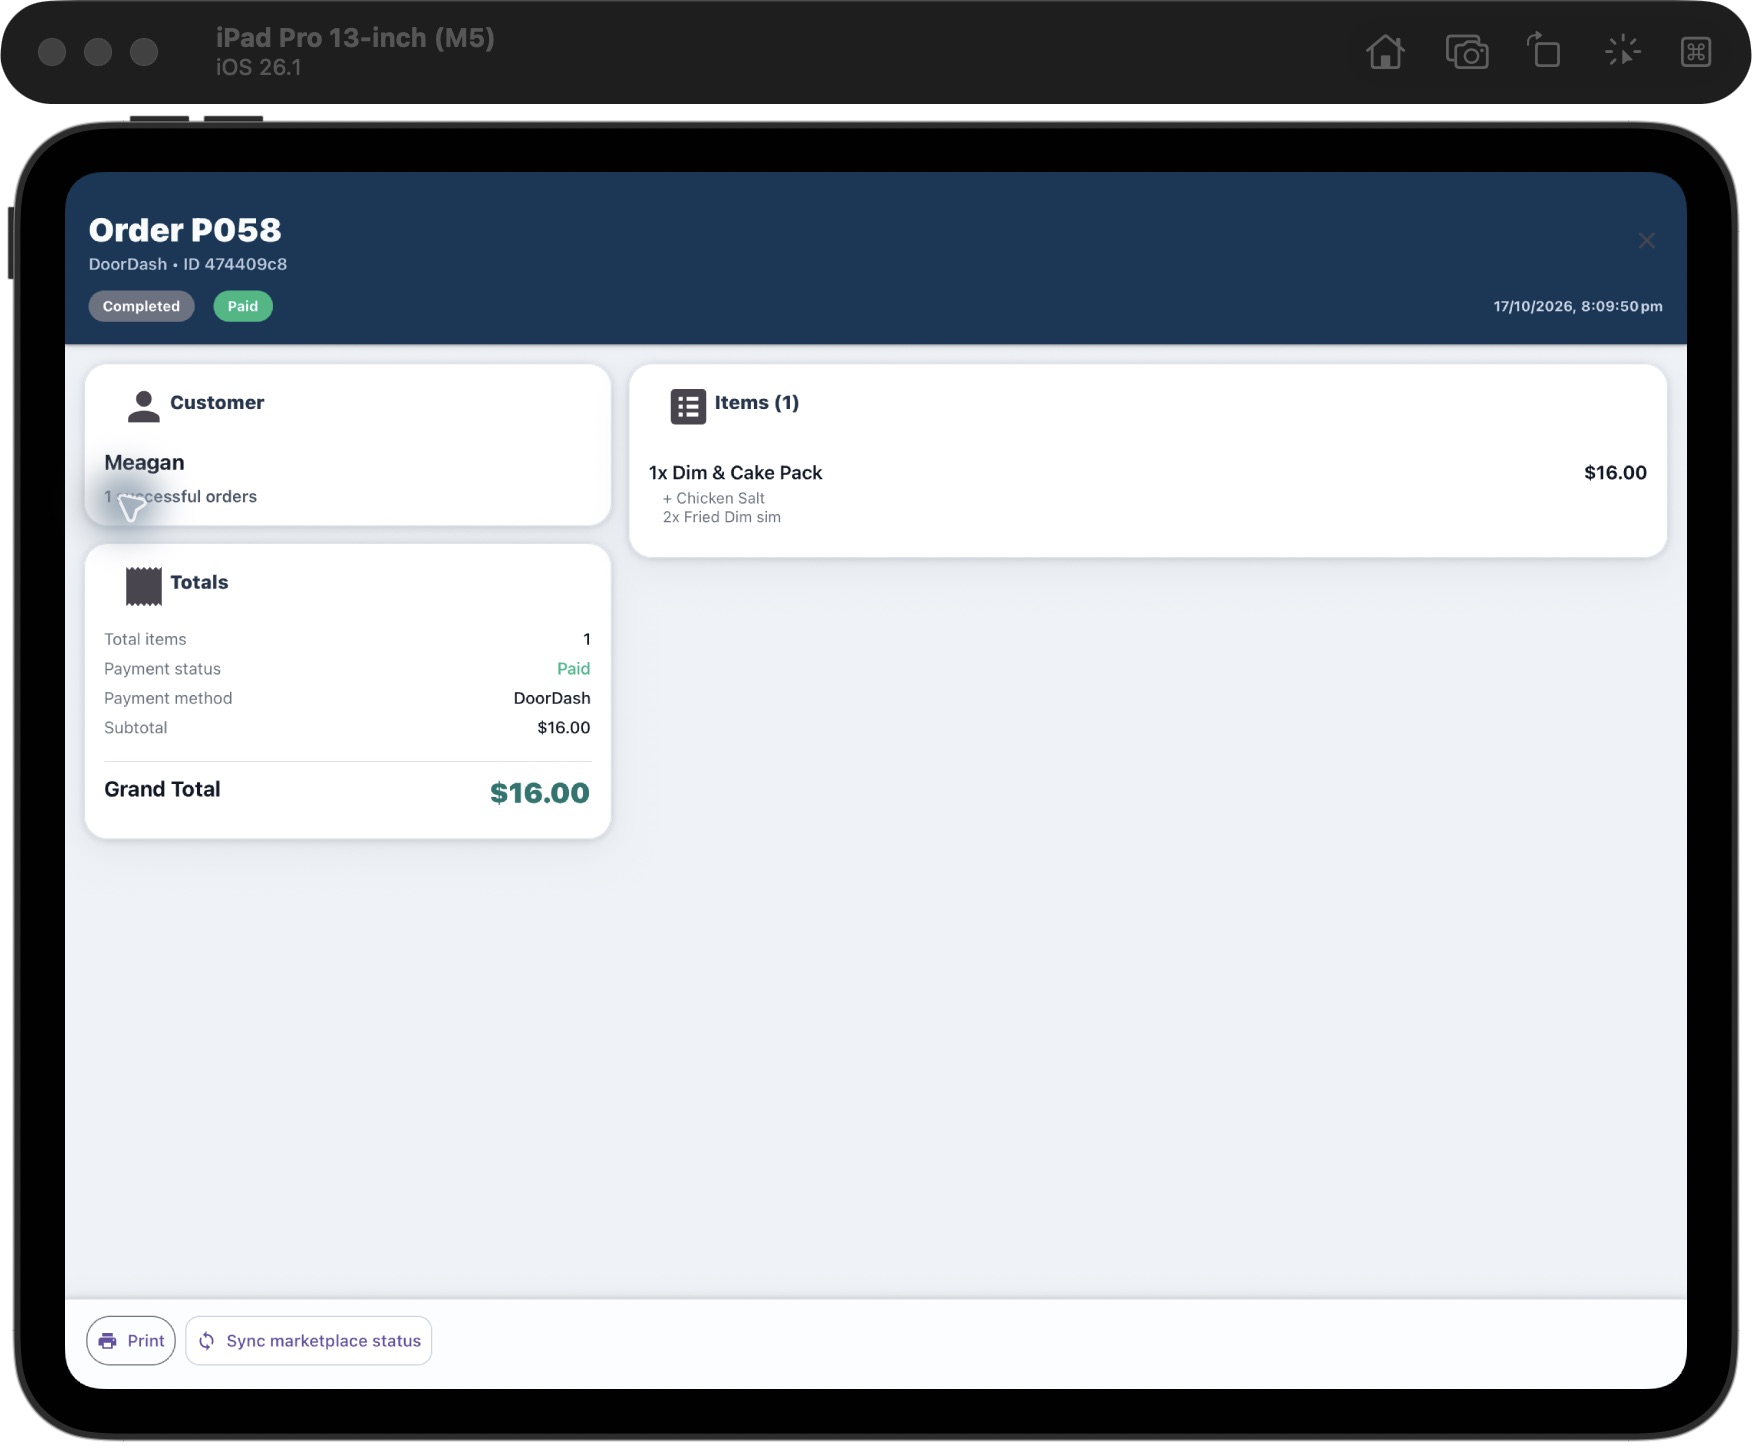 iPad Pro 13-inch (M5)
iOS 26.1
Order P058
DoorDash • ID 474409c8
Completed
Paid
17/10/2026, 8:09:50 pm
Customer
Meagan
1 successful orders
Totals
Total items 1
Payment status Paid
Payment method DoorDash
Subtotal $16.00
Grand Total $16.00
Items (1)
1x Dim & Cake Pack $16.00
+ Chicken Salt
2x Fried Dim sim
Print
Sync marketplace status